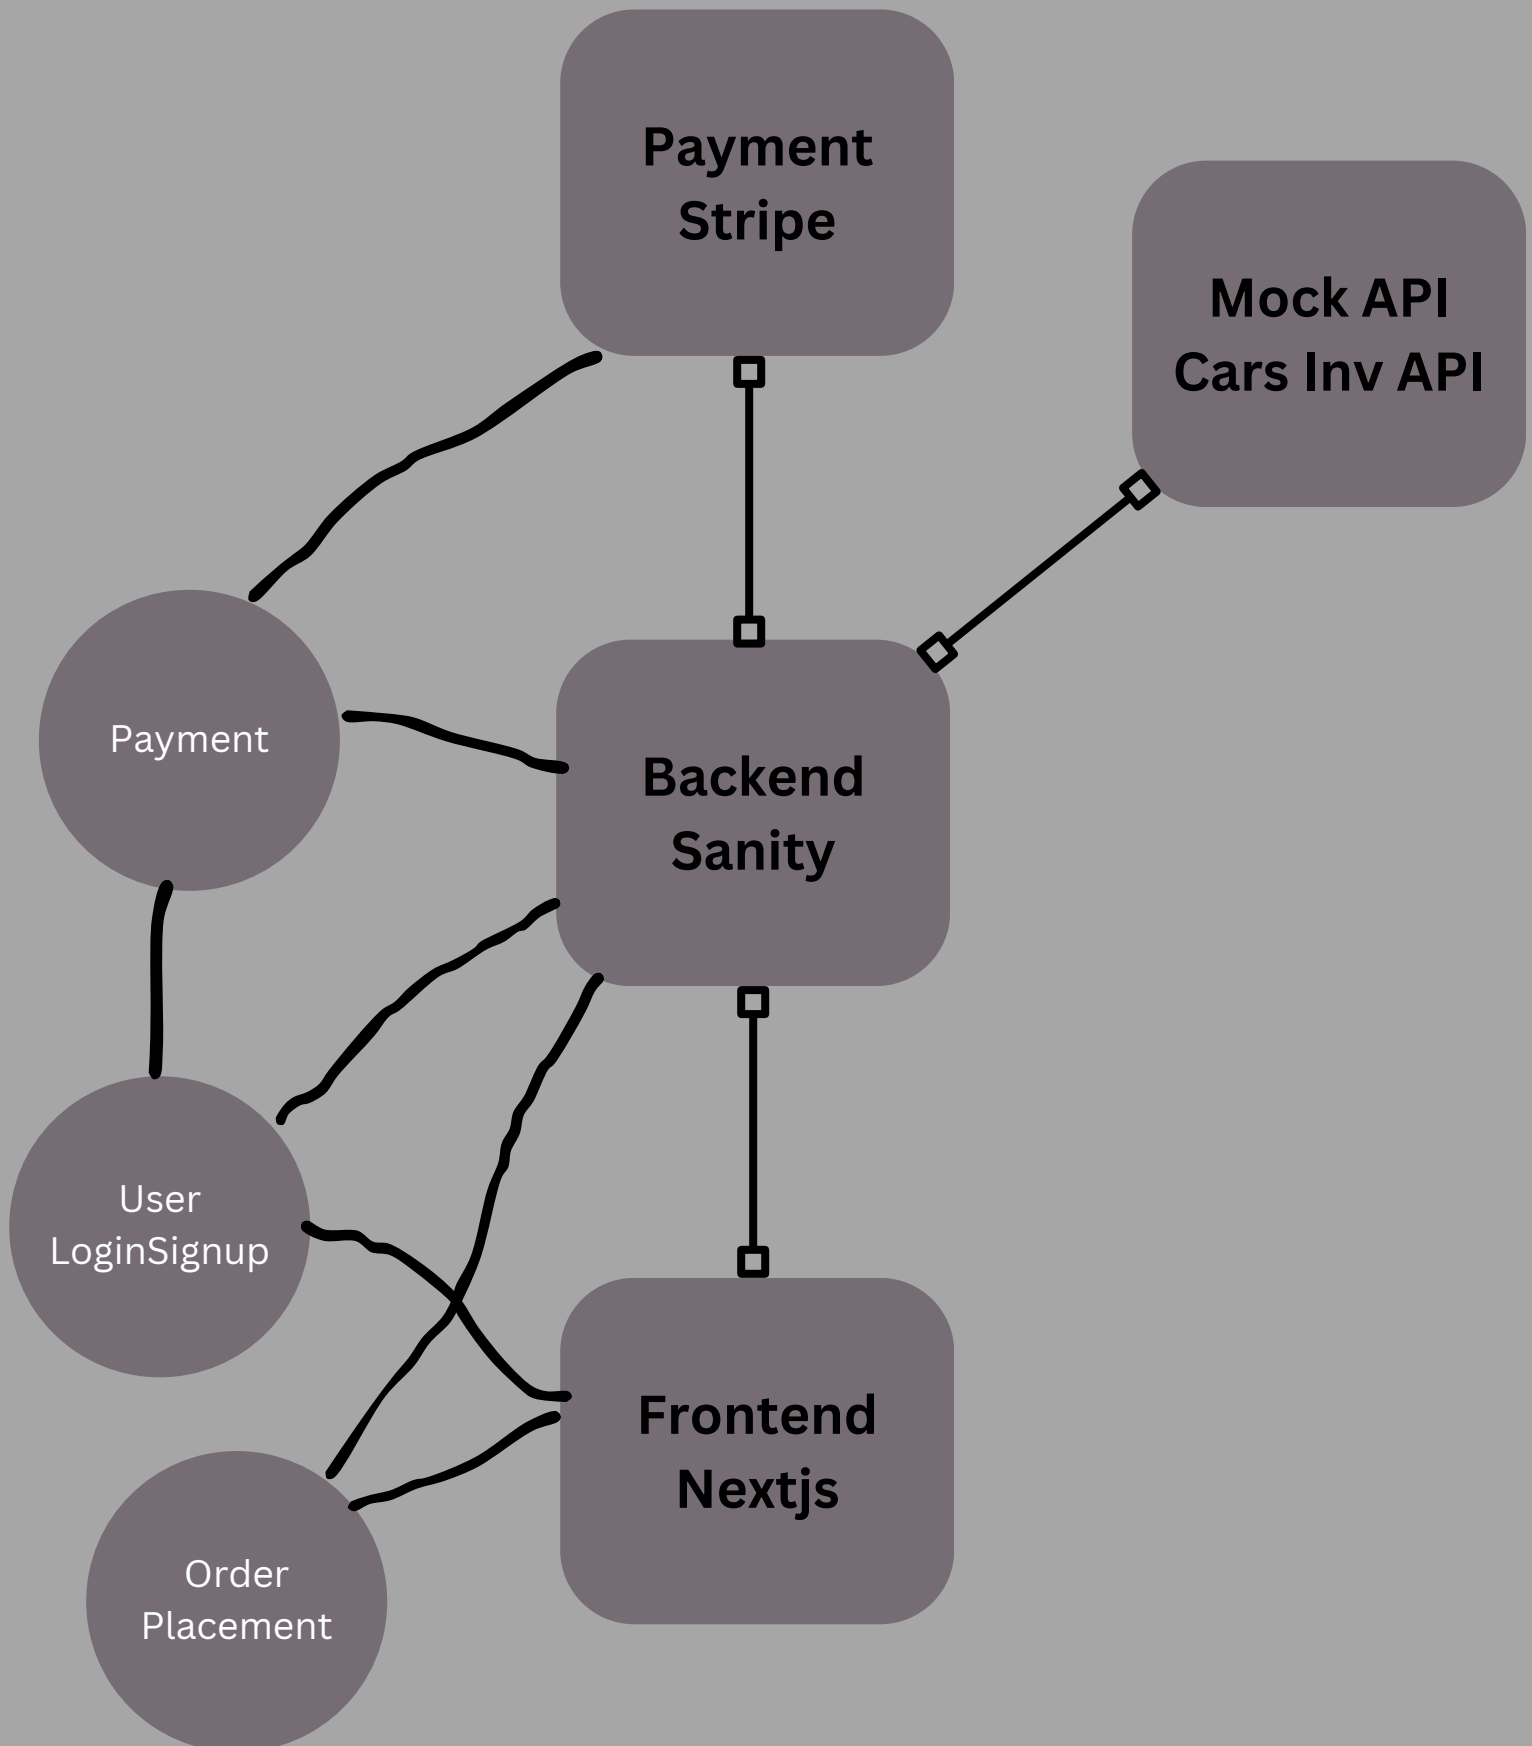 Payment
Stripe
Mock API
Cars Inv API
Payment
Backend
Sanity
User
LoginSignup
Frontend
Nextjs
Order
Placement